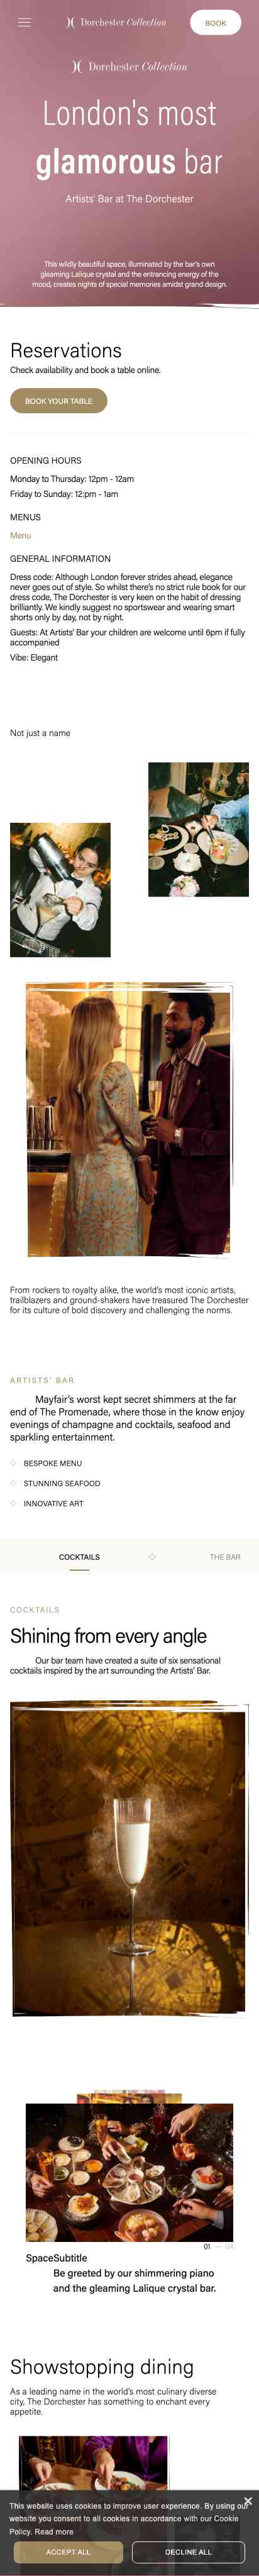 Dorchester Collection
BOOK
Dorchester Collection
London's most
glamorous bar
Artists' Bar at The Dorchester
This wildly beautiful space, illuminated by the bar's own
gleaming Lalique crystal and the entrancing energy of the
mood, creates nights of special memories amidst grand design.
Reservations
Check availability and book a table online.
BOOK YOUR TABLE
OPENING HOURS
Monday to Thursday: 12pm - 12am
Friday to Sunday: 12:pm - 1am
MENUS
Menu
GENERAL INFORMATION
Dress code: Although London forever strides ahead, elegance
never goes out of style. So whilst there's no strict rule book for our
dress code, The Dorchester is very keen on the habit of dressing
brilliantly. We kindly suggest no sportswear and wearing smart
shorts only by day, not by night.
Guests: At Artists' Bar your children are welcome until 6pm if fully
accompanied
Vibe: Elegant
Not just a name
From rockers to royalty alike, the world's most iconic artists,
trailblazers and ground-shakers have treasured The Dorchester
for its culture of bold discovery and challenging the norms.
ARTISTS' BAR
Mayfair's worst kept secret shimmers at the far
end of The Promenade, where those in the know enjoy
evenings of champagne and cocktails, seafood and
sparkling entertainment.
BESPOKE MENU
STUNNING SEAFOOD
INNOVATIVE ART
COCKTAILS
THE BAR
COCKTAILS
Shining from every angle
Our bar team have created a suite of six sensational
cocktails inspired by the art surrounding the Artists' Bar.
01 — 04
SpaceSubtitle
Be greeted by our shimmering piano
and the gleaming Lalique crystal bar.
Showstopping dining
As a leading name in the world's most culinary diverse
city, The Dorchester has something to enchant every
appetite.
This website uses cookies to improve user experience. By using our
website you consent to all cookies in accordance with our Cookie
Policy. Read more
ACCEPT ALL
DECLINE ALL